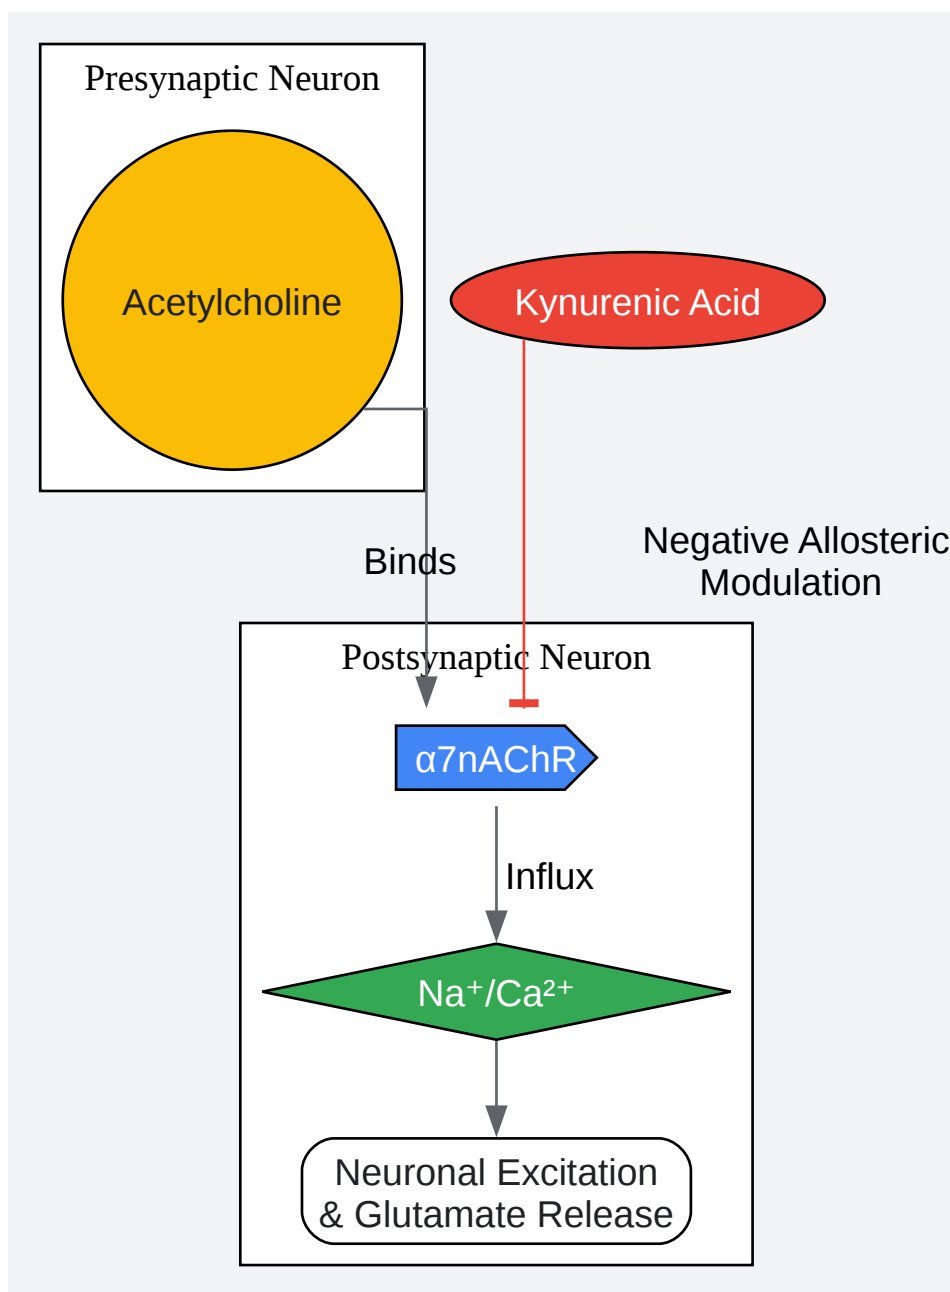 Presynaptic Neuron
Acetylcholine
Kynurenic Acid
Binds
Negative Allosteric
Modulation
Postsynaptic Neuron
α7nAChR
Influx
Na⁺/Ca²⁺
Neuronal Excitation
& Glutamate Release